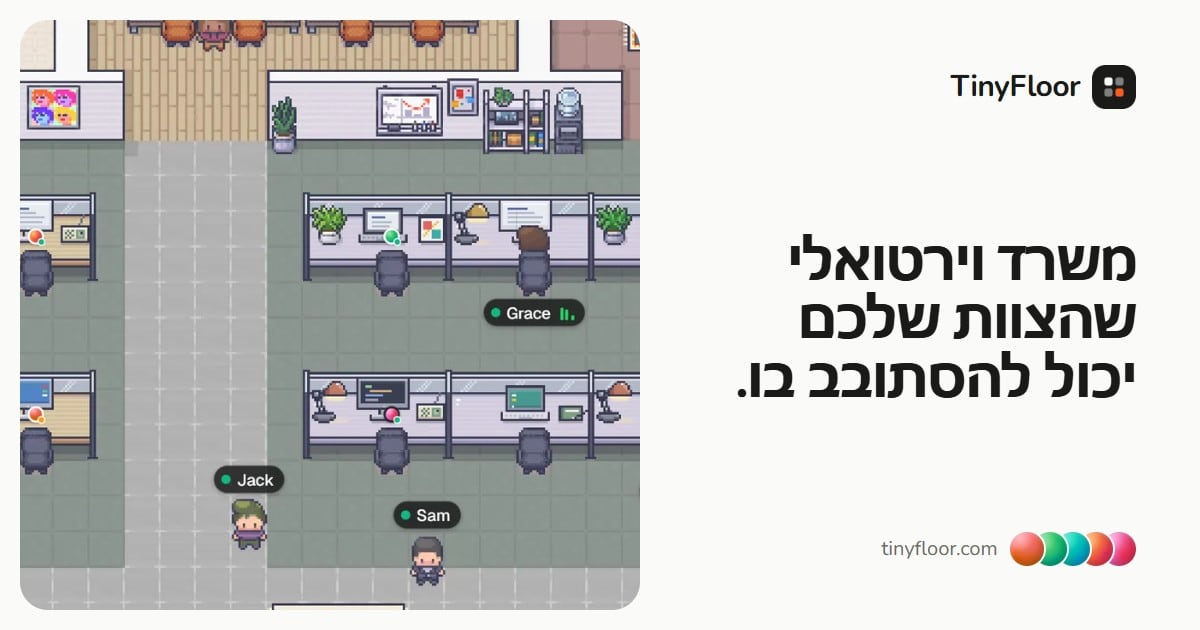 TinyFloor
משרד וירטואלי
שהצוות שלכם
יכול להסתובב בו.
tinyfloor.com
Grace
Jack
Sam